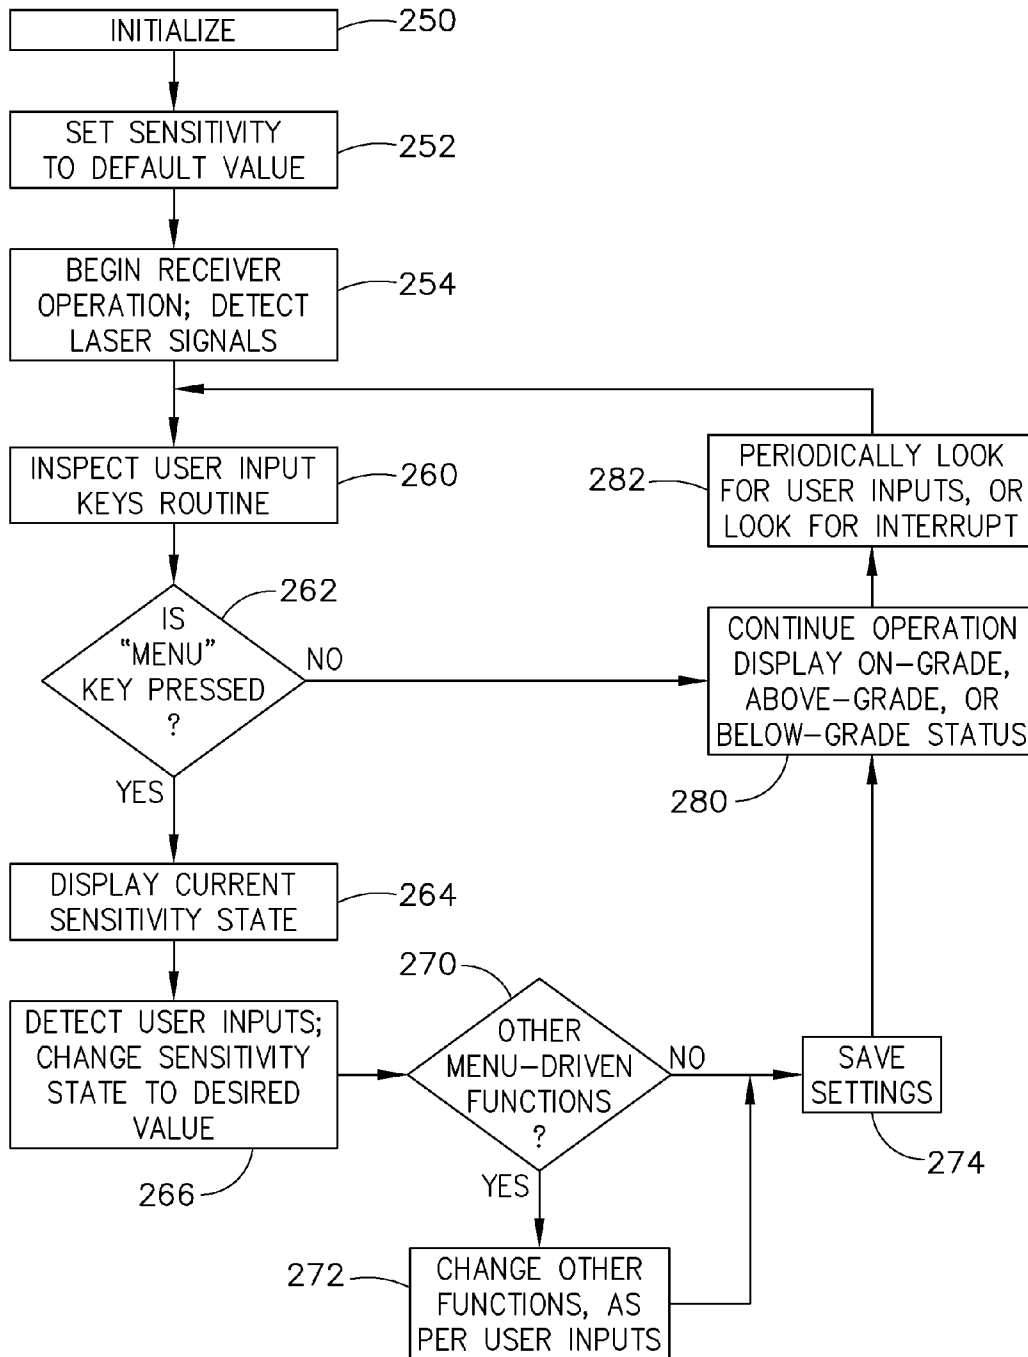 INITIALIZE
250
SET SENSITIVITY
TO DEFAULT VALUE
252
BEGIN RECEIVER
OPERATION; DETECT
LASER SIGNALS
254
INSPECT USER INPUT
KEYS ROUTINE
260
IS
"MENU"
KEY PRESSED
?
262
NO
YES
DISPLAY CURRENT
SENSITIVITY STATE
264
DETECT USER INPUTS;
CHANGE SENSITIVITY
STATE TO DESIRED
VALUE
266
OTHER
MENU-DRIVEN
FUNCTIONS
?
270
NO
YES
CHANGE OTHER
FUNCTIONS, AS
PER USER INPUTS
272
SAVE
SETTINGS
274
CONTINUE OPERATION
DISPLAY ON-GRADE,
ABOVE-GRADE, OR
BELOW-GRADE STATUS
280
PERIODICALLY LOOK
FOR USER INPUTS, OR
LOOK FOR INTERRUPT
282